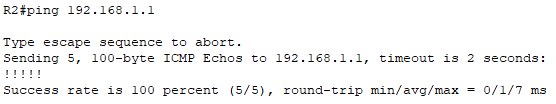 R2#ping 192.168.1.1
Type escape sequence to abort.
Sending 5, 100-byte ICMP Echos to 192.168.1.1, timeout is 2 seconds:
!!!!!
Success rate is 100 percent (5/5), round-trip min/avg/max = 0/1/7 ms